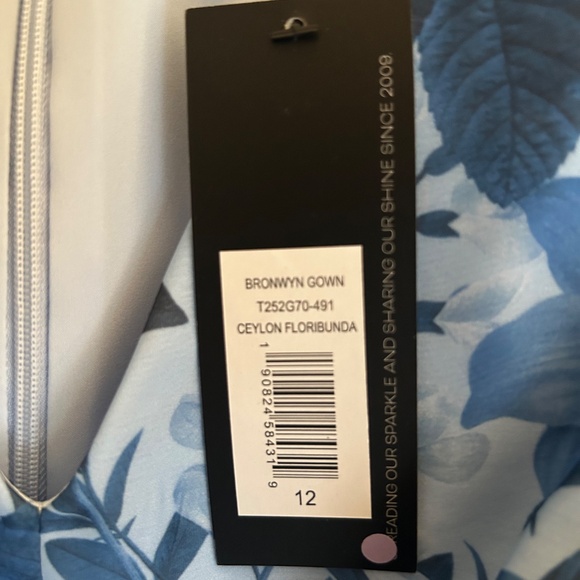 BRONWYN GOWN
T252G70-491
CEYLON FLORIBUNDA
1 90824 58431 9
12
READING OUR SPARKLE AND SHARING OUR SHINE SINCE 2009.